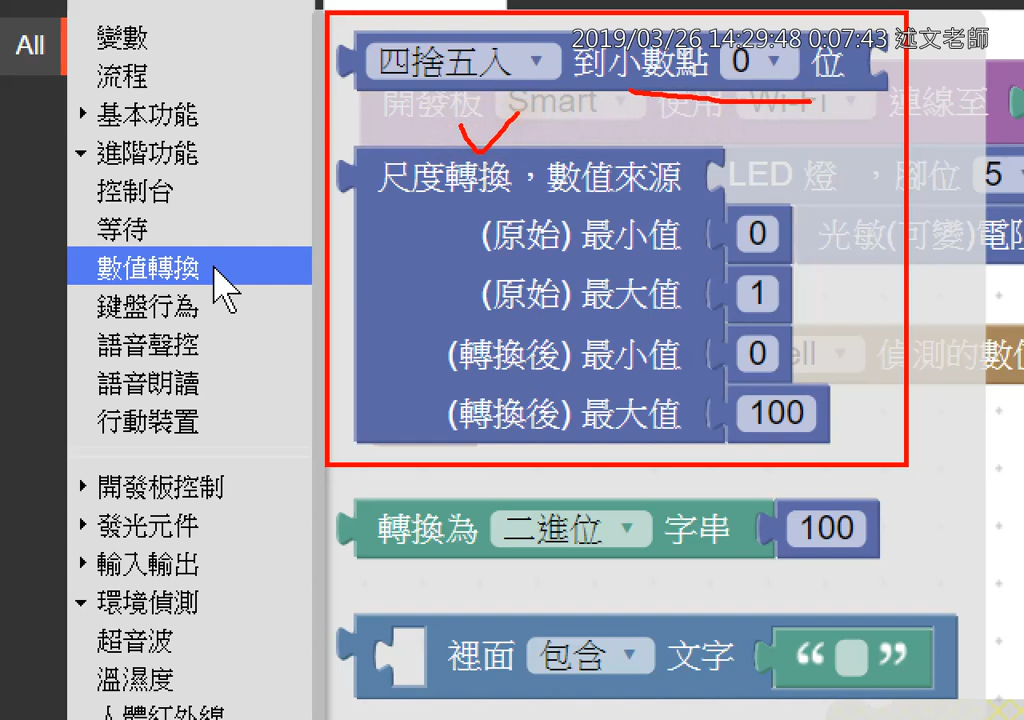 All
變數
流程
基本功能
進階功能
控制台
等待
數值轉換
鍵盤行為
語音聲控
語音朗讀
行動裝置
開發板控制
發光元件
輸入輸出
環境偵測
超音波
溫濕度
人體紅外線
2019/03/26 14:29:48 0:07:43 述文老師
四捨五入 到小數點 0 位
開發板 Smart 使用 Wi-Fi 連線至
尺度轉換,數值來源
LED 燈 ,腳位 5
(原始) 最小值 0
光敏(可變)電阻
(原始) 最大值 1
(轉換後) 最小值 0
偵測的數值
(轉換後) 最大值 100
轉換為 二進位 字串 100
裡面 包含 文字 “ ”